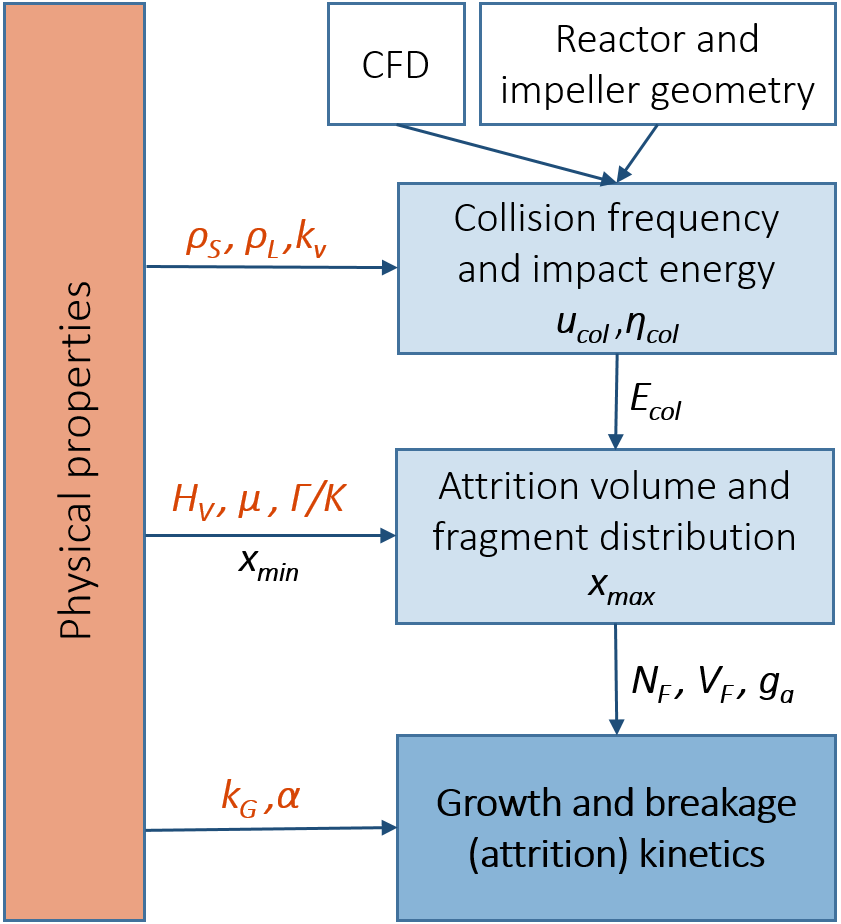 CFD
Reactor and
impeller geometry
Physical properties
ρS, ρL,kv
Collision frequency
and impact energy
ucol,ηcol
Ecol
HV, μ, Γ/K
xmin
Attrition volume and
fragment distribution
xmax
NF, VF, ga
kG,α
Growth and breakage
(attrition) kinetics